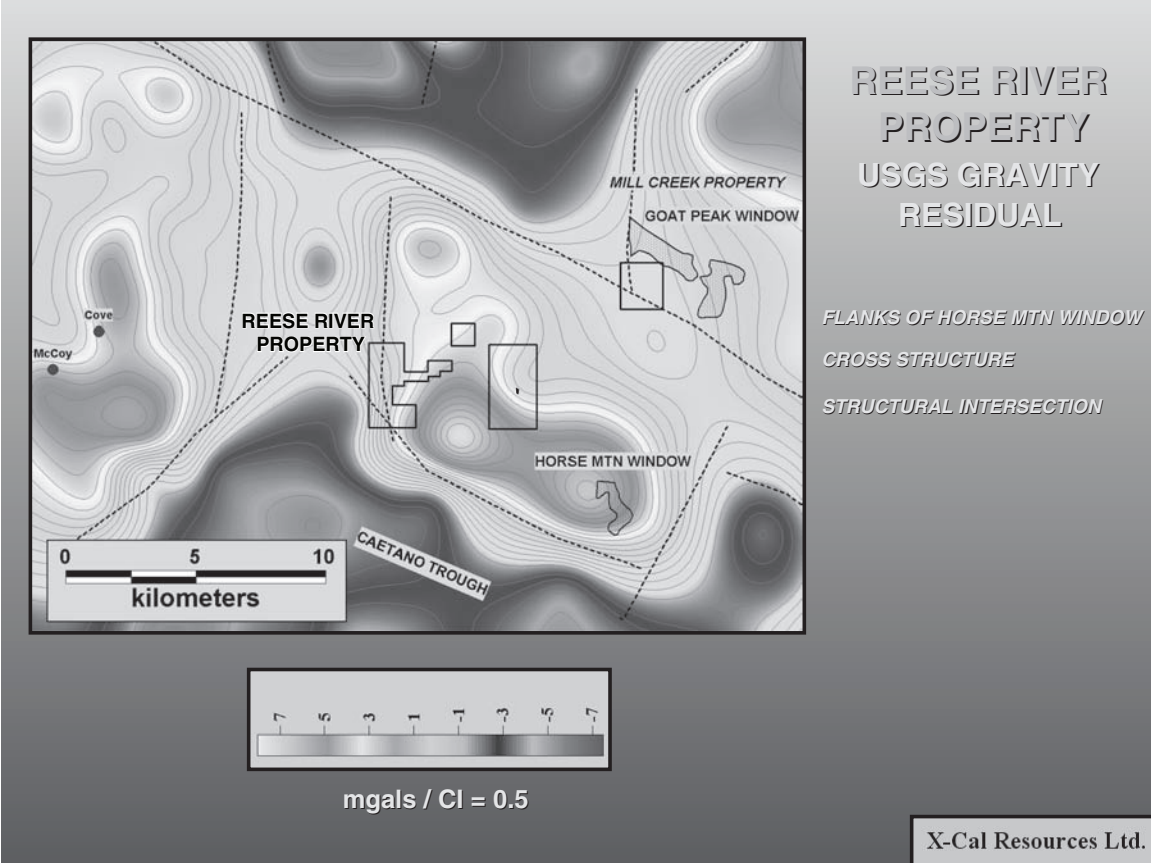 REESE RIVER
PROPERTY
USGS GRAVITY
RESIDUAL
FLANKS OF HORSE MTN WINDOW
CROSS STRUCTURE
STRUCTURAL INTERSECTION
MILL CREEK PROPERTY
GOAT PEAK WINDOW
Cove
McCoy
REESE RIVER
PROPERTY
HORSE MTN WINDOW
CAETANO TROUGH
0 5 10
kilometers
7 5 3 1 -1 -3 -5 -7
mgals / CI = 0.5
X-Cal Resources Ltd.